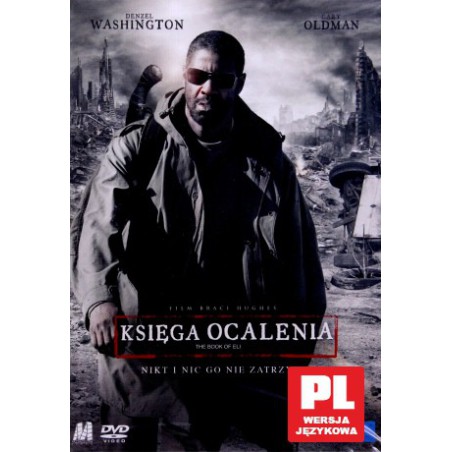 DENZEL
WASHINGTON
GARY
OLDMAN
FILM BRACI HUGHES
KSIĘGA OCALENIA
THE BOOK OF ELI
NIKT I NIC GO NIE
PL
WERSJA
JĘZYKOWA
M
DVD
VIDEO